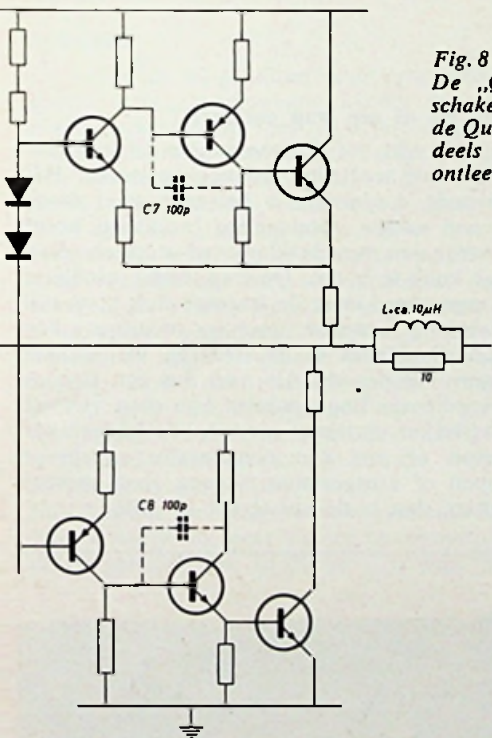 Fig. 8
De „
schake
de Qu
deels
ontlee
C7 100p
L=ca.10µH
10
C8 100p